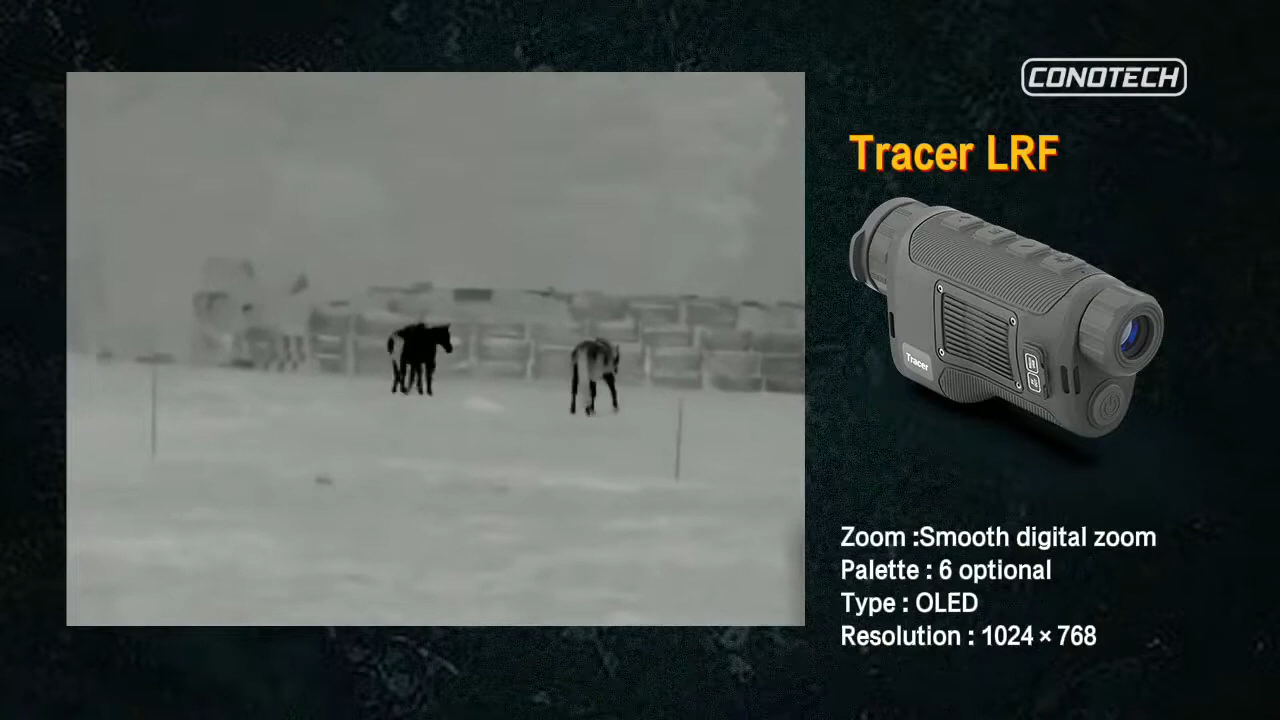 CONOTECH
Tracer LRF
Tracer
Zoom :Smooth digital zoom
Palette : 6 optional
Type : OLED
Resolution : 1024 × 768